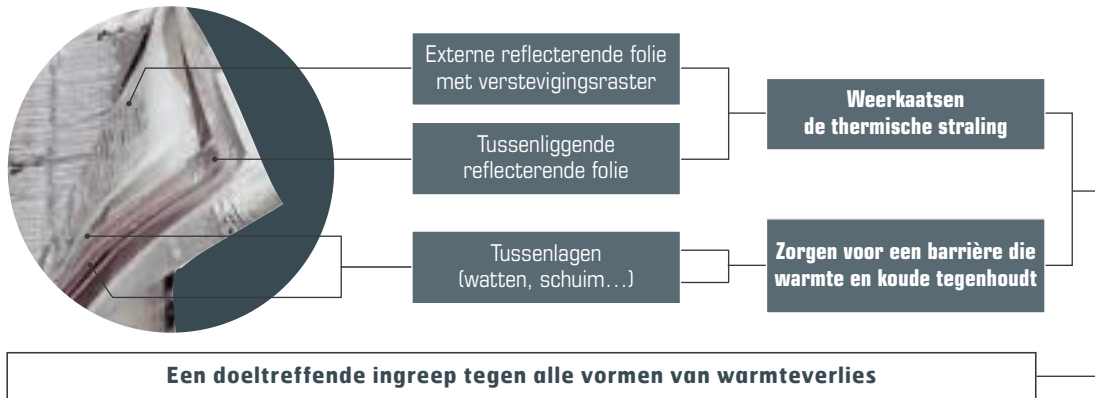 Externe reflecterende folie
met verstevigingsraster
Weerkaatsen
de thermische straling
Tussenliggende
reflecterende folie
Tussenlagen
(watten, schuim...)
Zorgen voor een barrière die
warmte en koude tegenhoudt
Een doeltreffende ingreep tegen alle vormen van warmteverlies